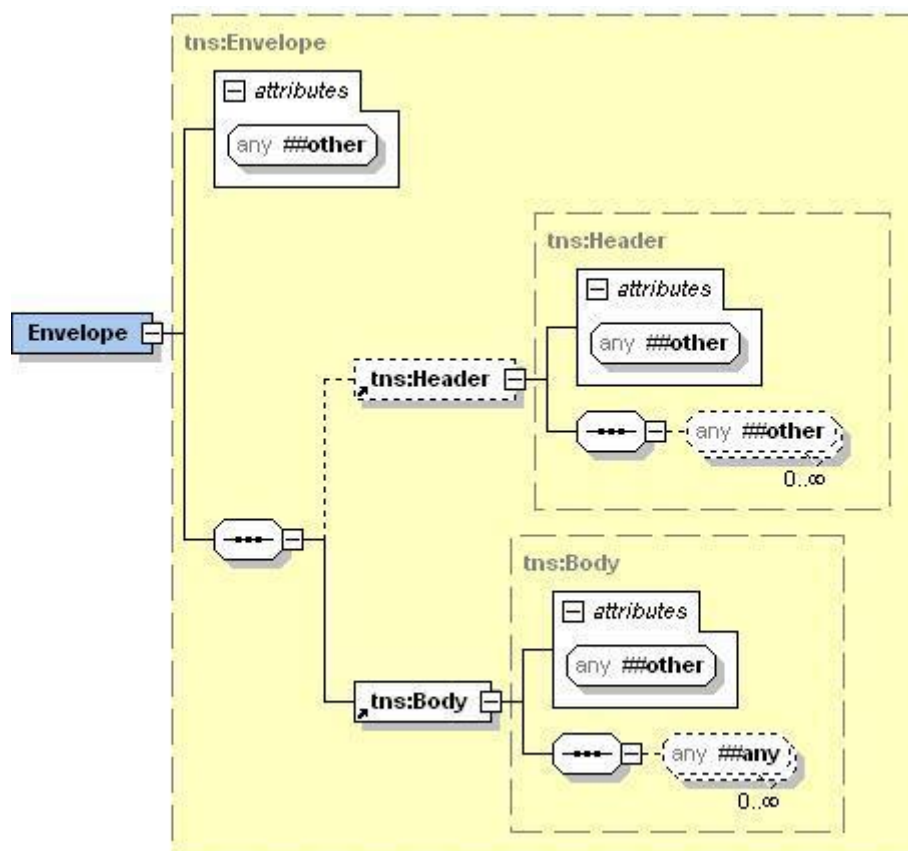 tns:Envelope
attributes
any ##other
tns:Header
attributes
any ##other
Envelope
tns:Header
any ##other
0..∞
tns:Body
attributes
any ##other
tns:Body
any ##any
0..∞